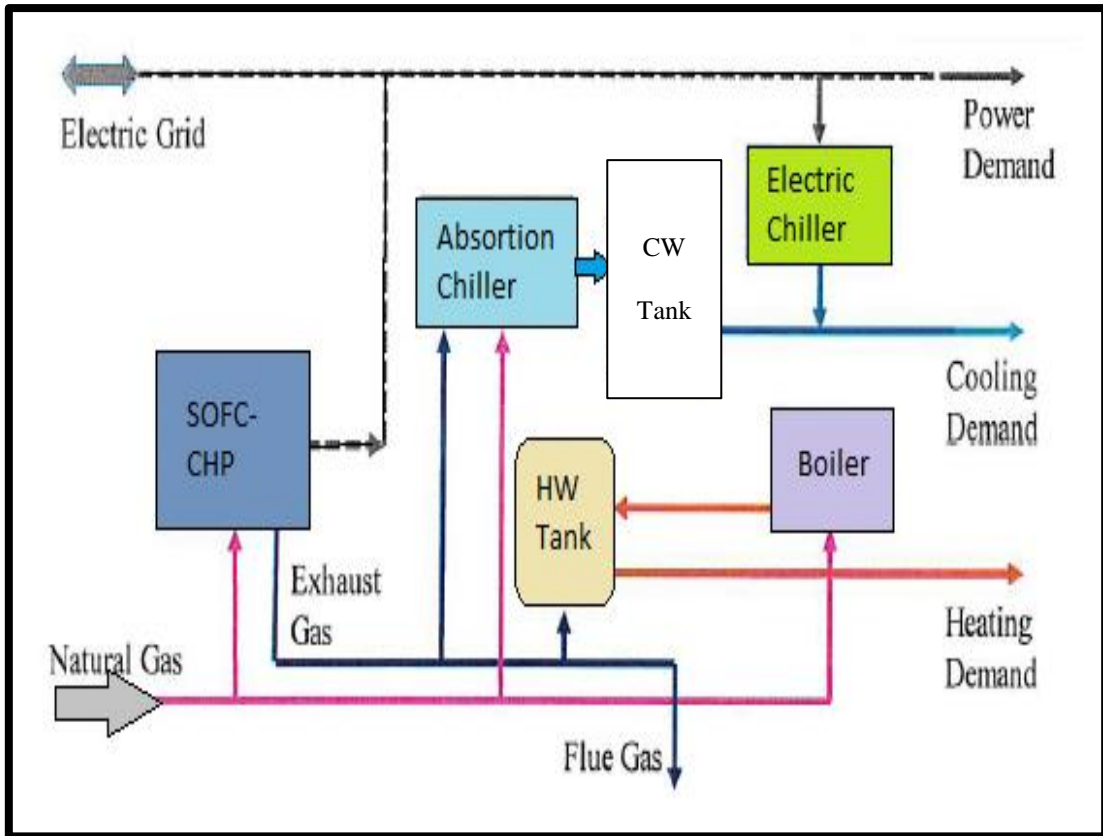 Electric Grid
Power
Demand
Electric
Chiller
Absortion
Chiller
CW
Tank
Cooling
Demand
SOFC-
CHP
Boiler
HW
Tank
Exhaust
Gas
Heating
Demand
Natural Gas
Flue Gas